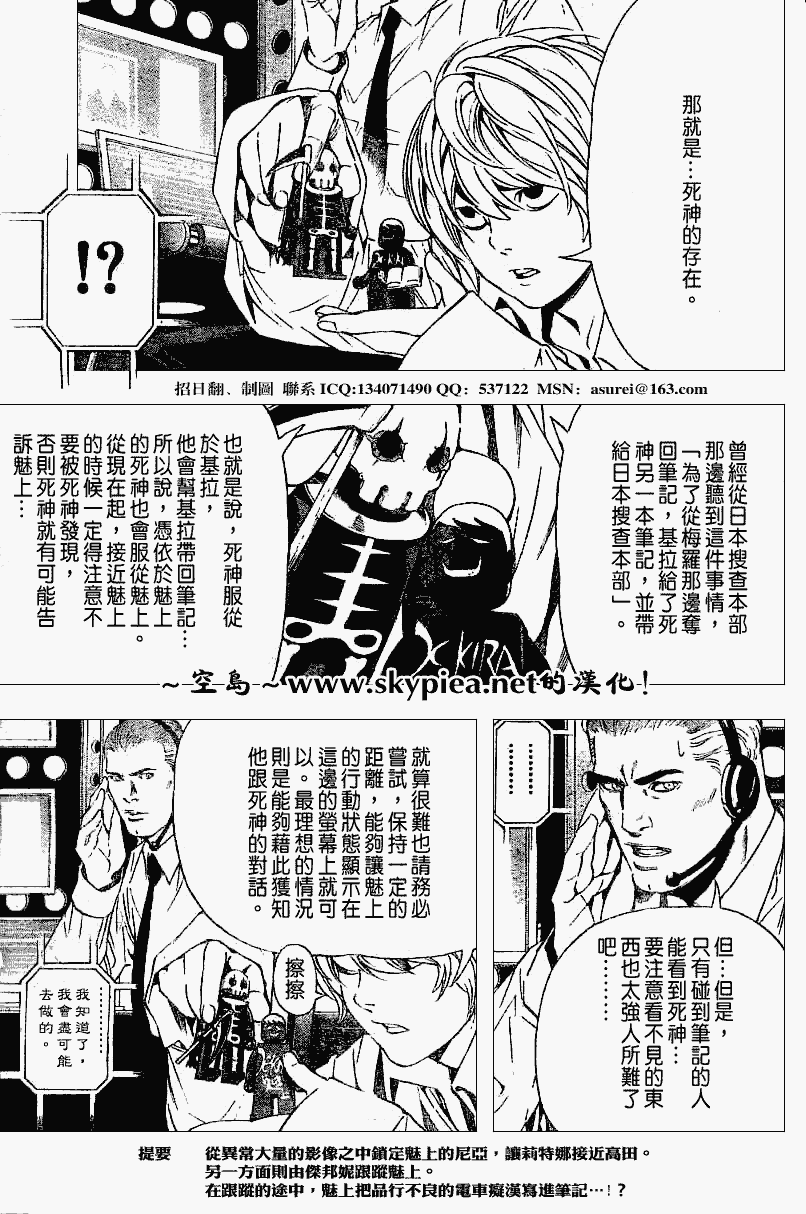 那就是…死神的存在。
!?
招日翻、制圖 聯系ICQ:134071490 QQ：537122 MSN：asurei@163.com
曾經從日本搜查本部
那邊聽到這件事情，
「為了從梅羅那邊奪
回筆記，基拉給了死
神另一本筆記，並帶
給日本搜查本部」。
KIRA
也就是說，死神服從
於基拉，
他會幫基拉帶回筆記…
所以說，憑依於魅上
的死神也會服從魅上。
從現在起，接近魅上
的時候一定得注意不
要被死神發現，
否則死神就有可能告
訴魅上…
～空島～www.skypiea.net的漢化!
………
但…但是，
只有碰到筆記的人
能看到死神…
要注意看不見的東
西也太強人所難了
吧………
就算很難也請務必
嘗試，保持一定的
距離，能夠讓魅上
的行動狀態顯示在
這邊的螢幕上就可
以。最理想的情況
則是能夠藉此獲知
他跟死神的對話。
擦擦
………
我知道了，
我會盡可能
去做的。
提要 從異常大量的影像之中鎖定魅上的尼亞，讓莉特娜接近高田。
另一方面則由傑邦妮跟蹤魅上。
在跟蹤的途中，魅上把品行不良的電車癡漢寫進筆記…！？